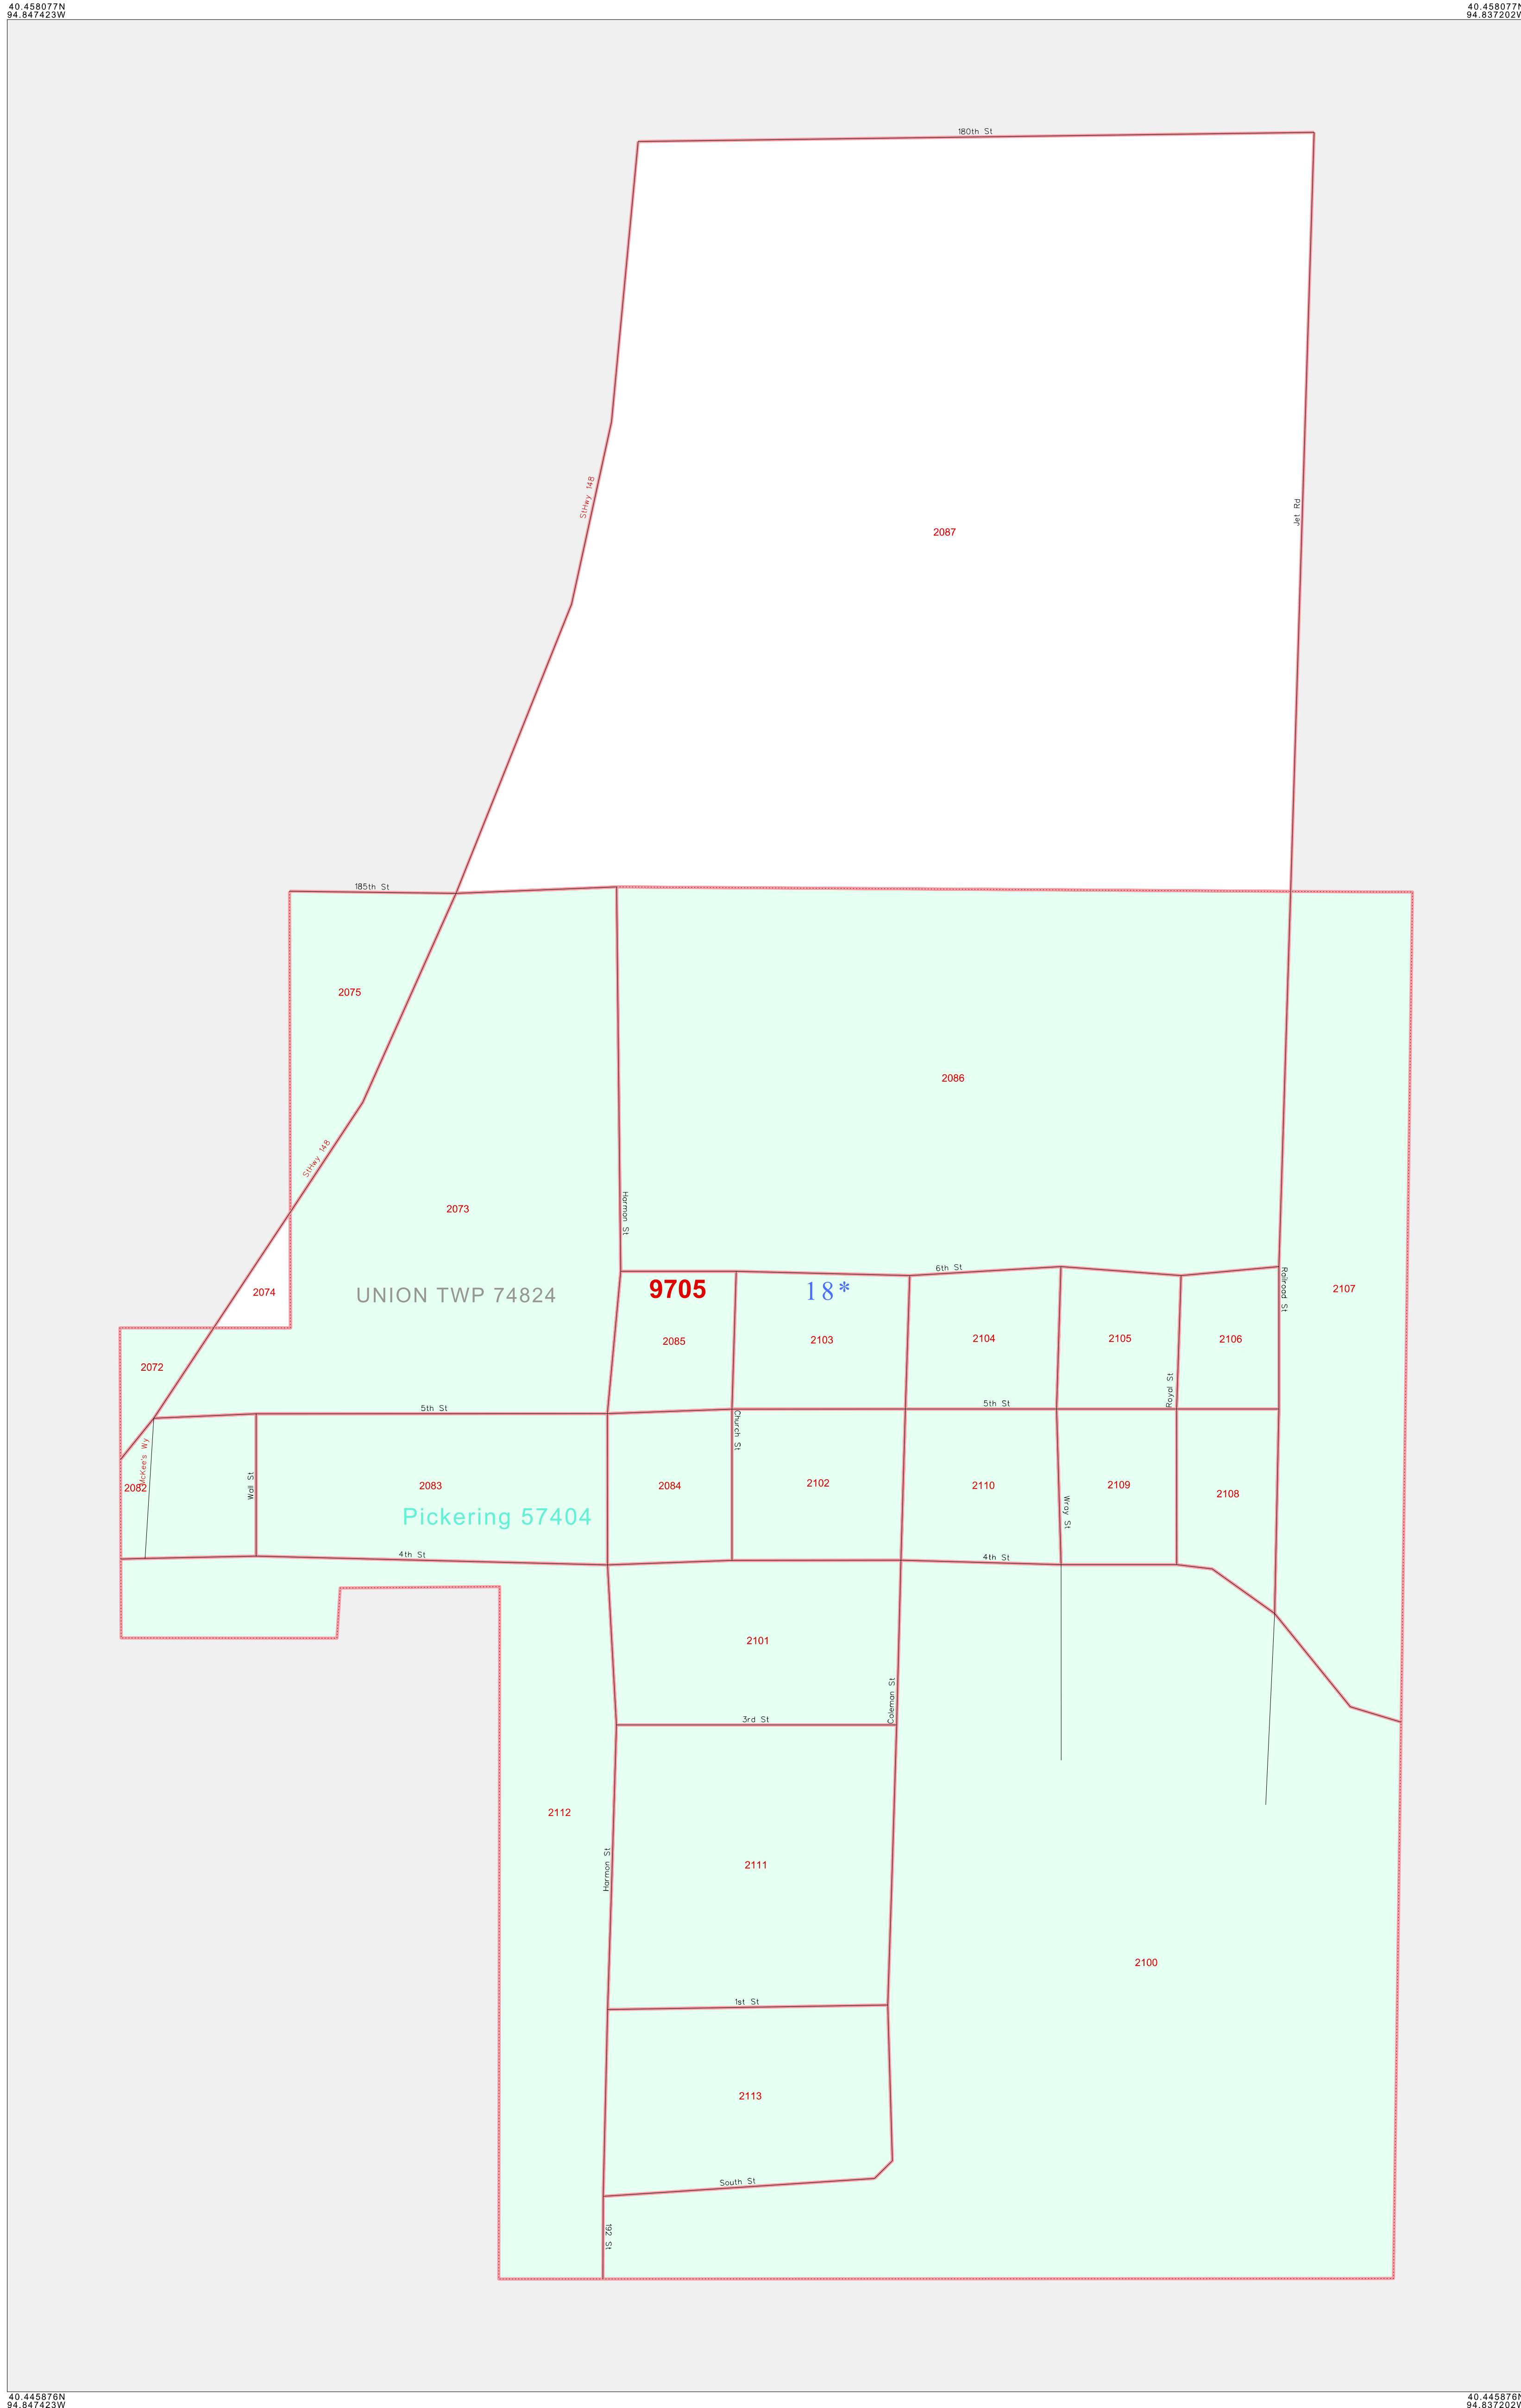 40.458077N
94.847423W
40.458077N
94.837202W
180th St
StHwy 148
Jet Rd
2087
185th St
2075
2086
StHwy 148
2073
Harmon St
6th St
Railroad St
2107
9705
18*
2074
UNION TWP 74824
2085
2103
2104
2105
2106
2072
Royal St
5th St
5th St
Church St
McKee's Wy
2082
Wall St
2083
2084
2102
2110
2109
2108
Pickering 57404
Wray St
4th St
4th St
2101
Coleman St
3rd St
2112
Harmon St
2111
2100
1st St
2113
South St
192 St
40.445876N
94.847423W
40.445876N
94.837202W